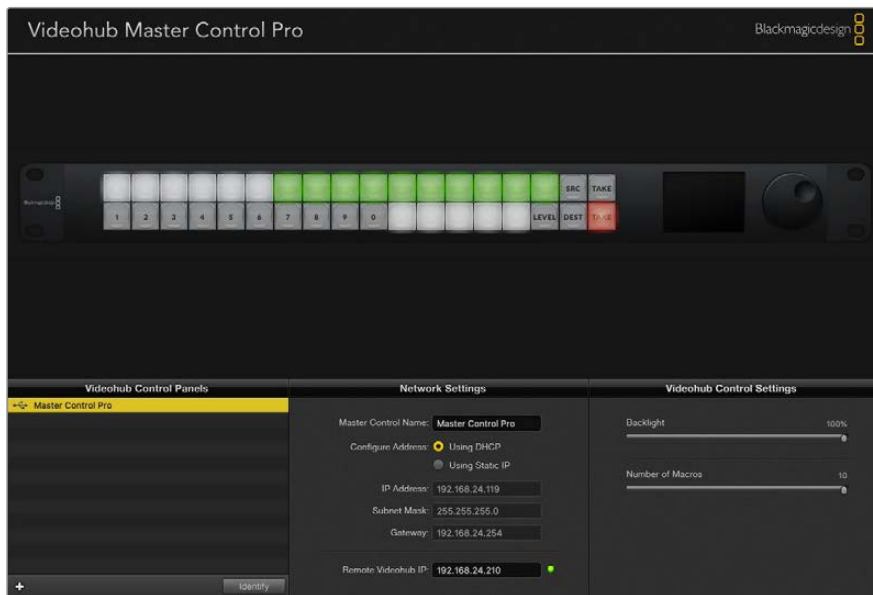 Videohub Master Control Pro
Blackmagicdesign
Blackmagicdesign
SRC TAKE
1 2 3 4 5 6 7 8 9 0 LEVEL DEST TAKE
Videohub Control Panels
Master Control Pro
Identify
Network Settings
Master Control Name: Master Control Pro
Configure Address: Using DHCP
Using Static IP
IP Address: 192.168.24.119
Subnet Mask: 255.255.255.0
Gateway: 192.168.24.254
Remote Videohub IP: 192.168.24.210
Videohub Control Settings
Backlight 100%
Number of Macros 10